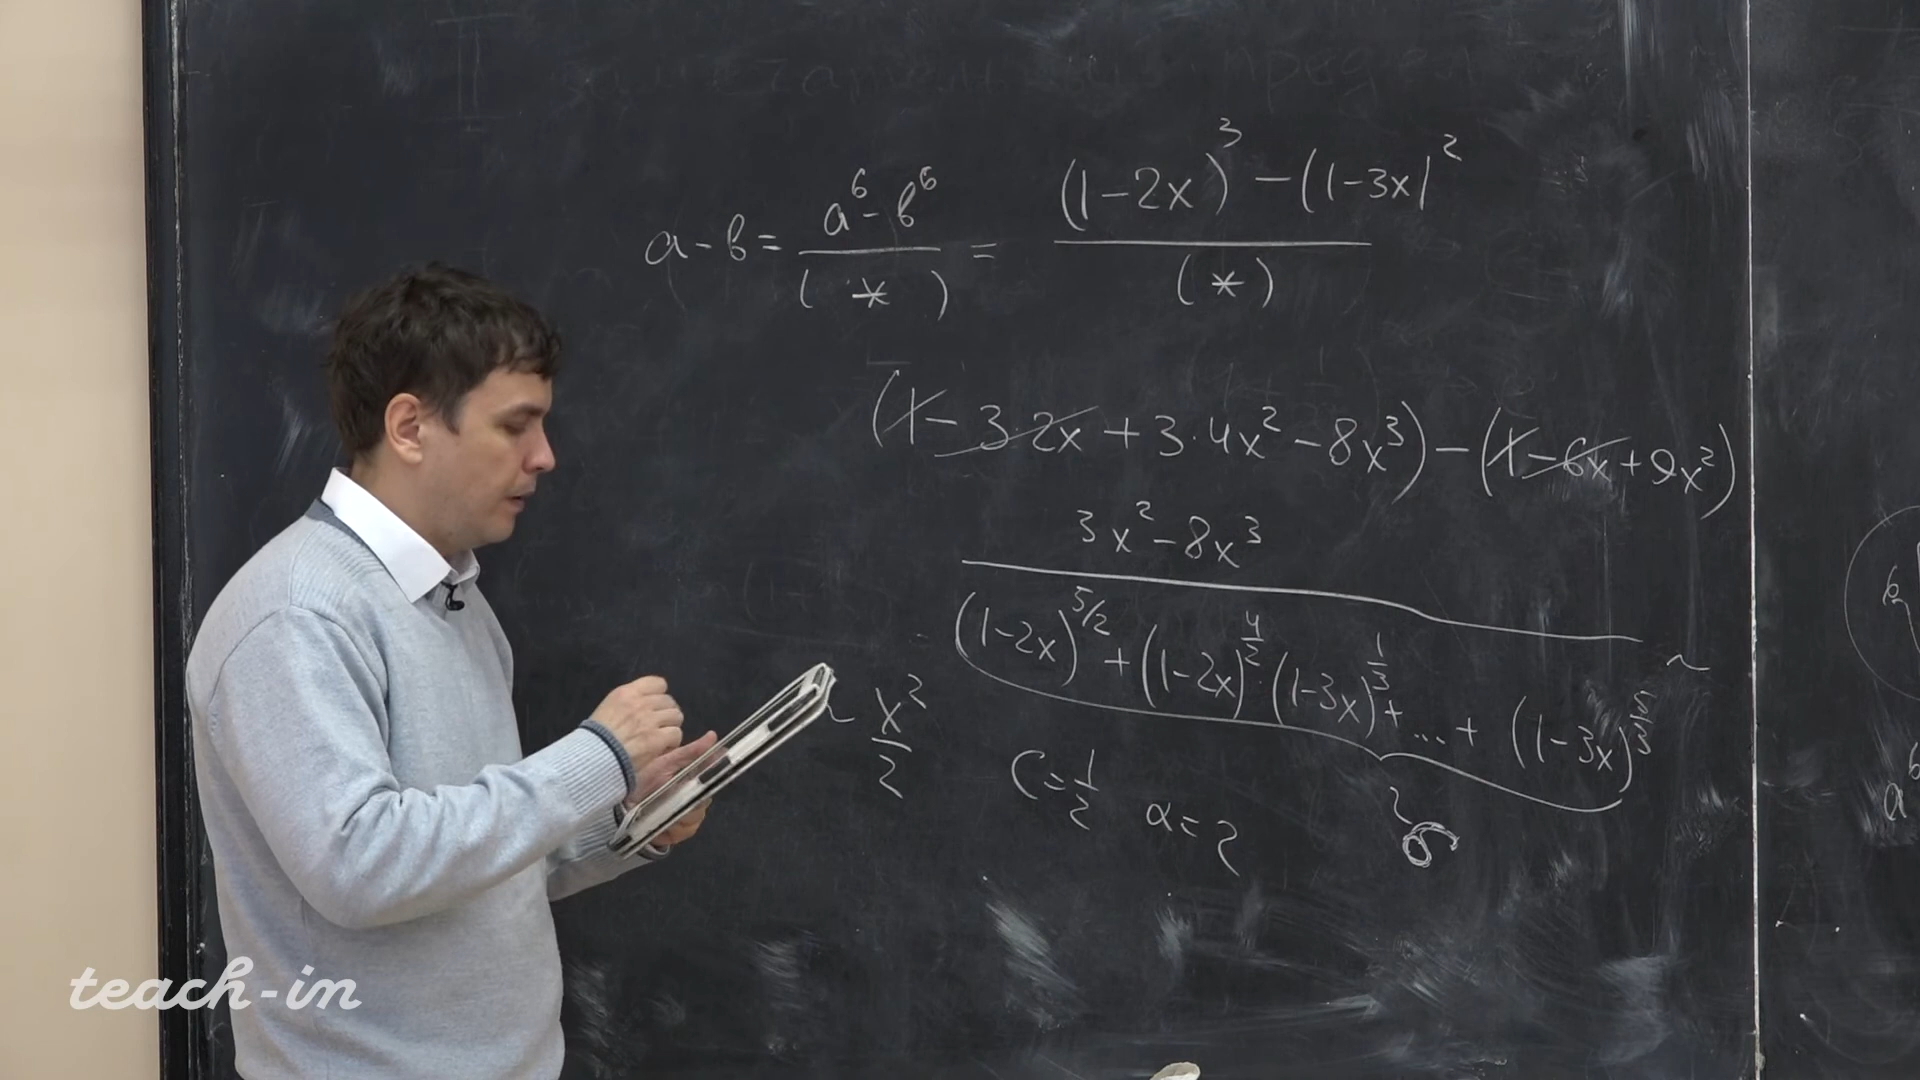 a - b = (a⁶ - b⁶) / ( * ) = ((1-2x)³ - (1-3x)²) / ( * )
(1 - 3·2x + 3·4x² - 8x³) - (1 - 6x + 9x²)
(3x² - 8x³) / ((1-2x)^{5/2} + (1-2x)^{4/2} (1-3x)^{1/3} + ... + (1-3x)^{5/3}) ~
~ x²/2
C = 1/2 α = 2
~
6
a⁶
teach-in